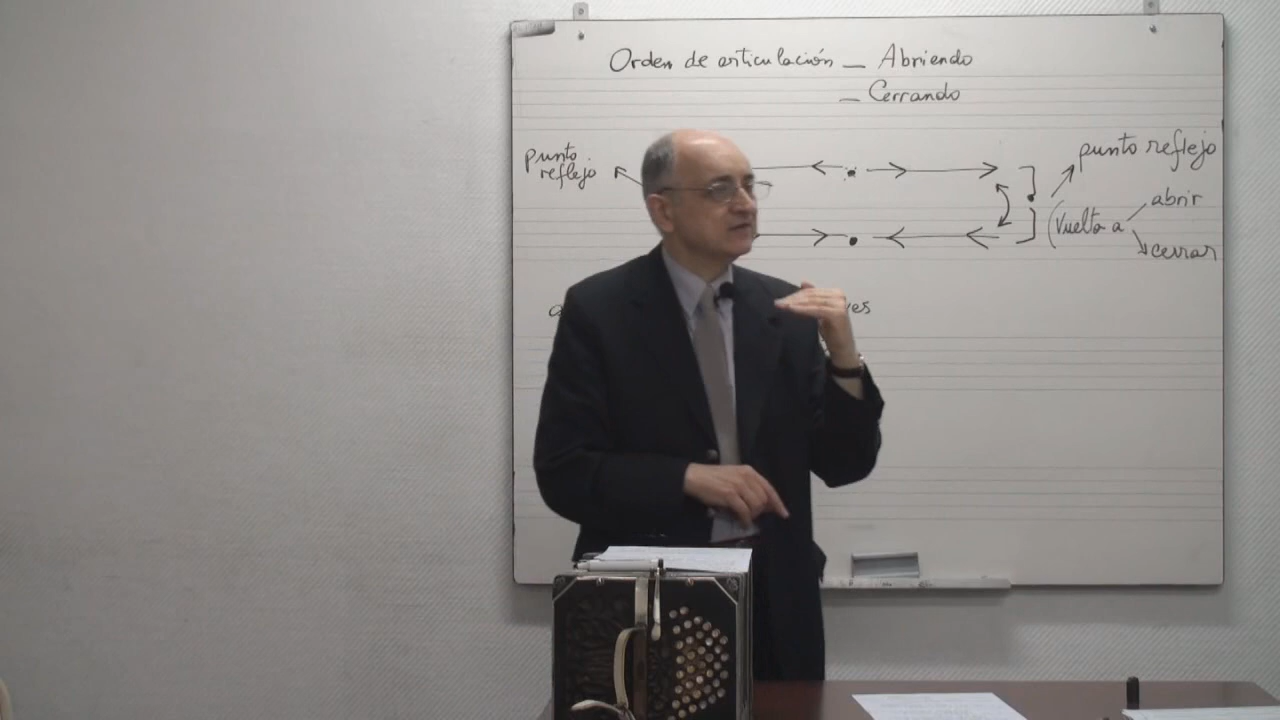 Orden de articulación – Abriendo
– Cerrando
punto
reflejo
punto reflejo
(Vuelta a
abrir
cerrar